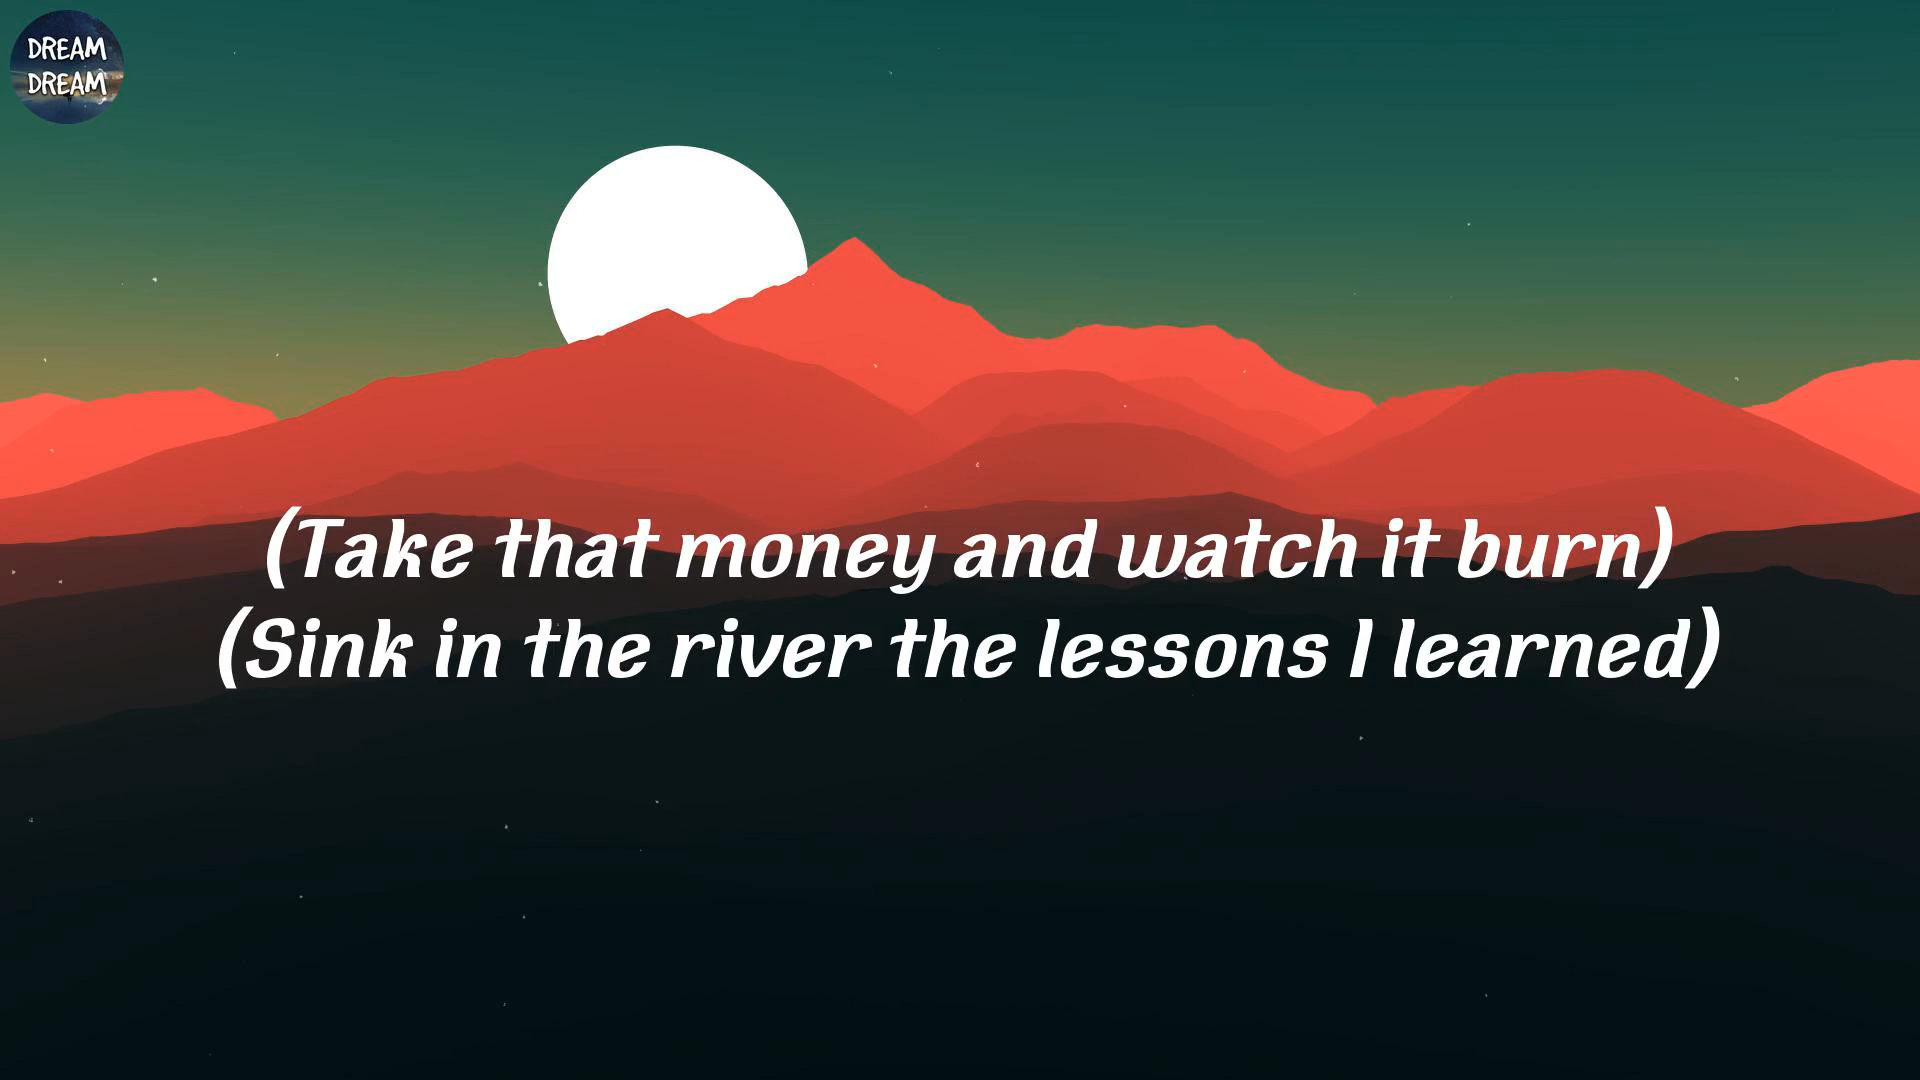 DREAM
DREAM
(Take that money and watch it burn)
(Sink in the river the lessons I learned)